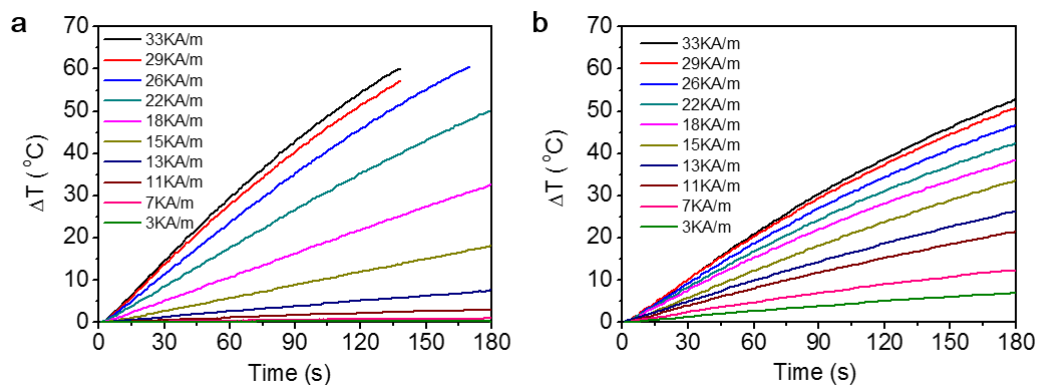 a
70
60
50
40
30
20
10
0
ΔT (°C)
33KA/m
29KA/m
26KA/m
22KA/m
18KA/m
15KA/m
13KA/m
11KA/m
7KA/m
3KA/m
0 30 60 90 120 150 180
Time (s)
b
70
60
50
40
30
20
10
0
ΔT (°C)
33KA/m
29KA/m
26KA/m
22KA/m
18KA/m
15KA/m
13KA/m
11KA/m
7KA/m
3KA/m
0 30 60 90 120 150 180
Time (s)